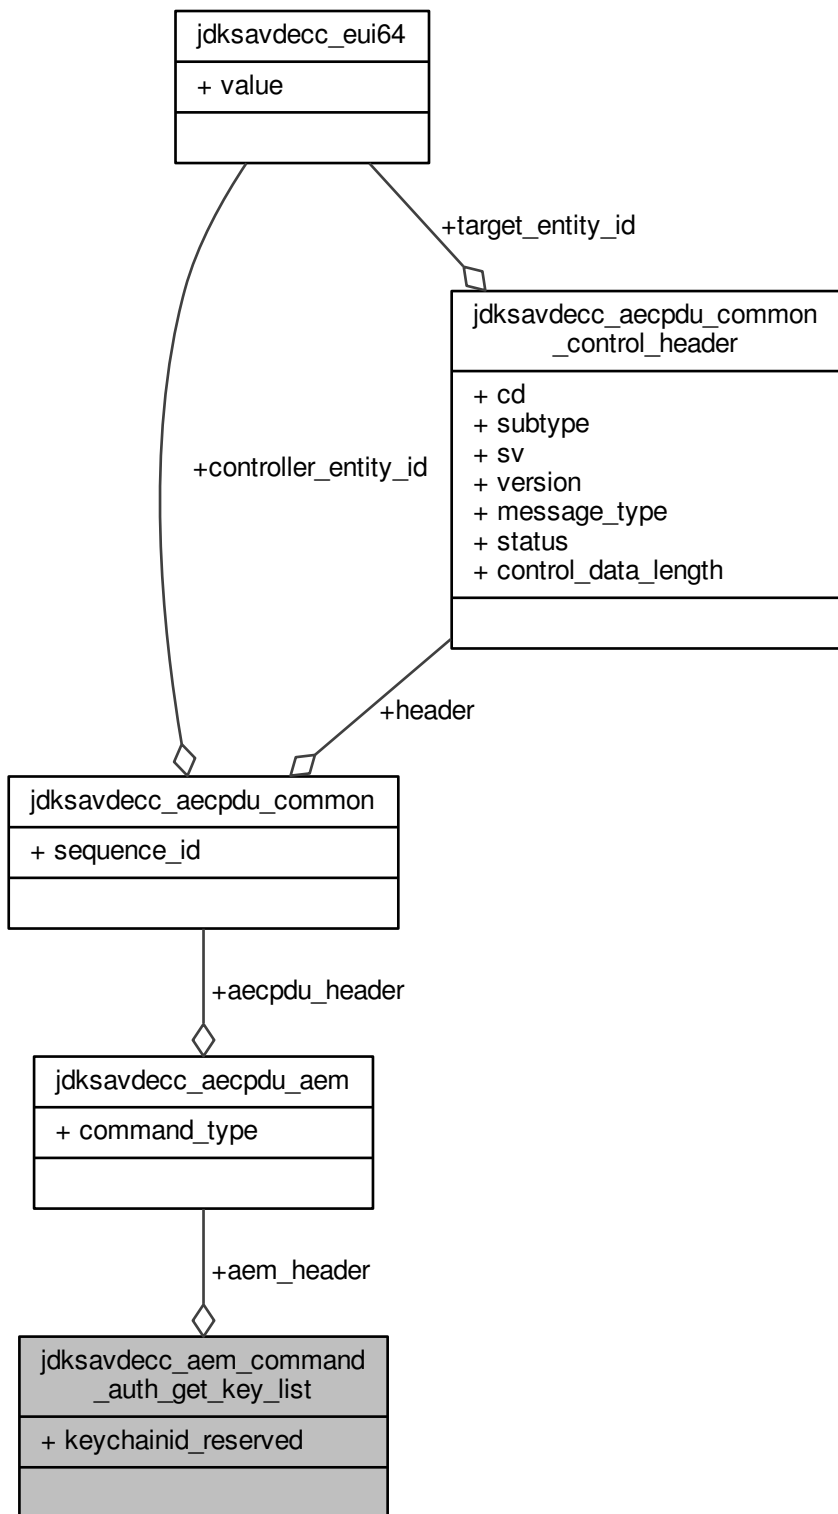 jdksavdecc_eui64
+ value
+target_entity_id
jdksavdecc_aecpdu_common
_control_header
+ cd
+ subtype
+ sv
+ version
+ message_type
+ status
+ control_data_length
+controller_entity_id
+header
jdksavdecc_aecpdu_common
+ sequence_id
+aecpdu_header
jdksavdecc_aecpdu_aem
+ command_type
+aem_header
jdksavdecc_aem_command
_auth_get_key_list
+ keychainid_reserved